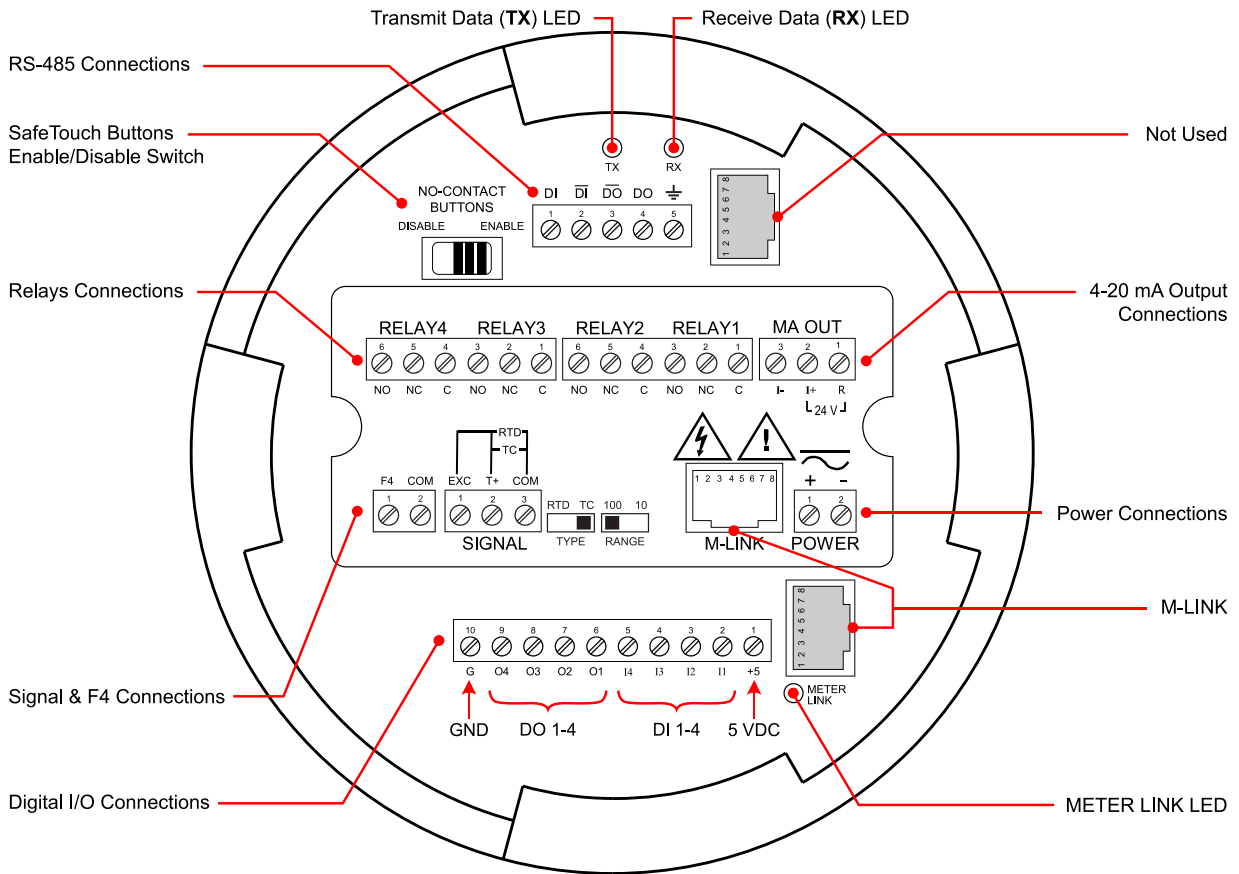 Transmit Data (TX) LED
Receive Data (RX) LED
RS-485 Connections
SafeTouch Buttons
Enable/Disable Switch
Not Used
TX
RX
NO-CONTACT
BUTTONS
DISABLE
ENABLE
DI D̅I̅ D̅O̅ DO
1 2 3 4 5
1 2 3 4 5 6 7 8
Relays Connections
4-20 mA Output
Connections
RELAY4 RELAY3 RELAY2 RELAY1 MA OUT
6 5 4 3 2 1 6 5 4 3 2 1 3 2 1
NO NC C NO NC C NO NC C NO NC C I- I+ R
24 V
RTD
TC
F4 COM EXC T+ COM
1 2 1 2 3
RTD TC 100 10
TYPE RANGE
SIGNAL
1 2 3 4 5 6 7 8
M-LINK
+ -
1 2
POWER
Power Connections
M-LINK
1 2 3 4 5 6 7 8
METER
LINK
10 9 8 7 6 5 4 3 2 1
G O4 O3 O2 O1 I4 I3 I2 I1 +5
GND DO 1-4 DI 1-4 5 VDC
Signal & F4 Connections
Digital I/O Connections
METER LINK LED